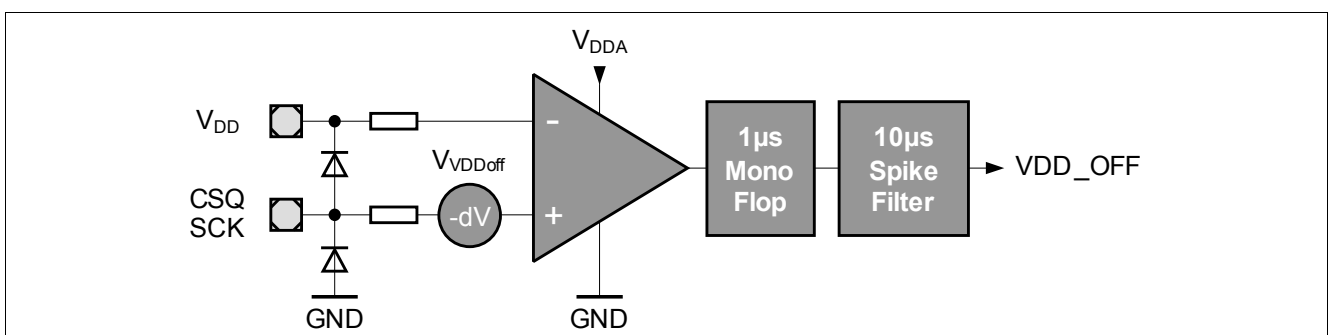 VDDA
VDD
-
1µs
Mono
Flop
10µs
Spike
Filter
VDD_OFF
VVDDoff
CSQ
SCK
-dV
+
GND
GND